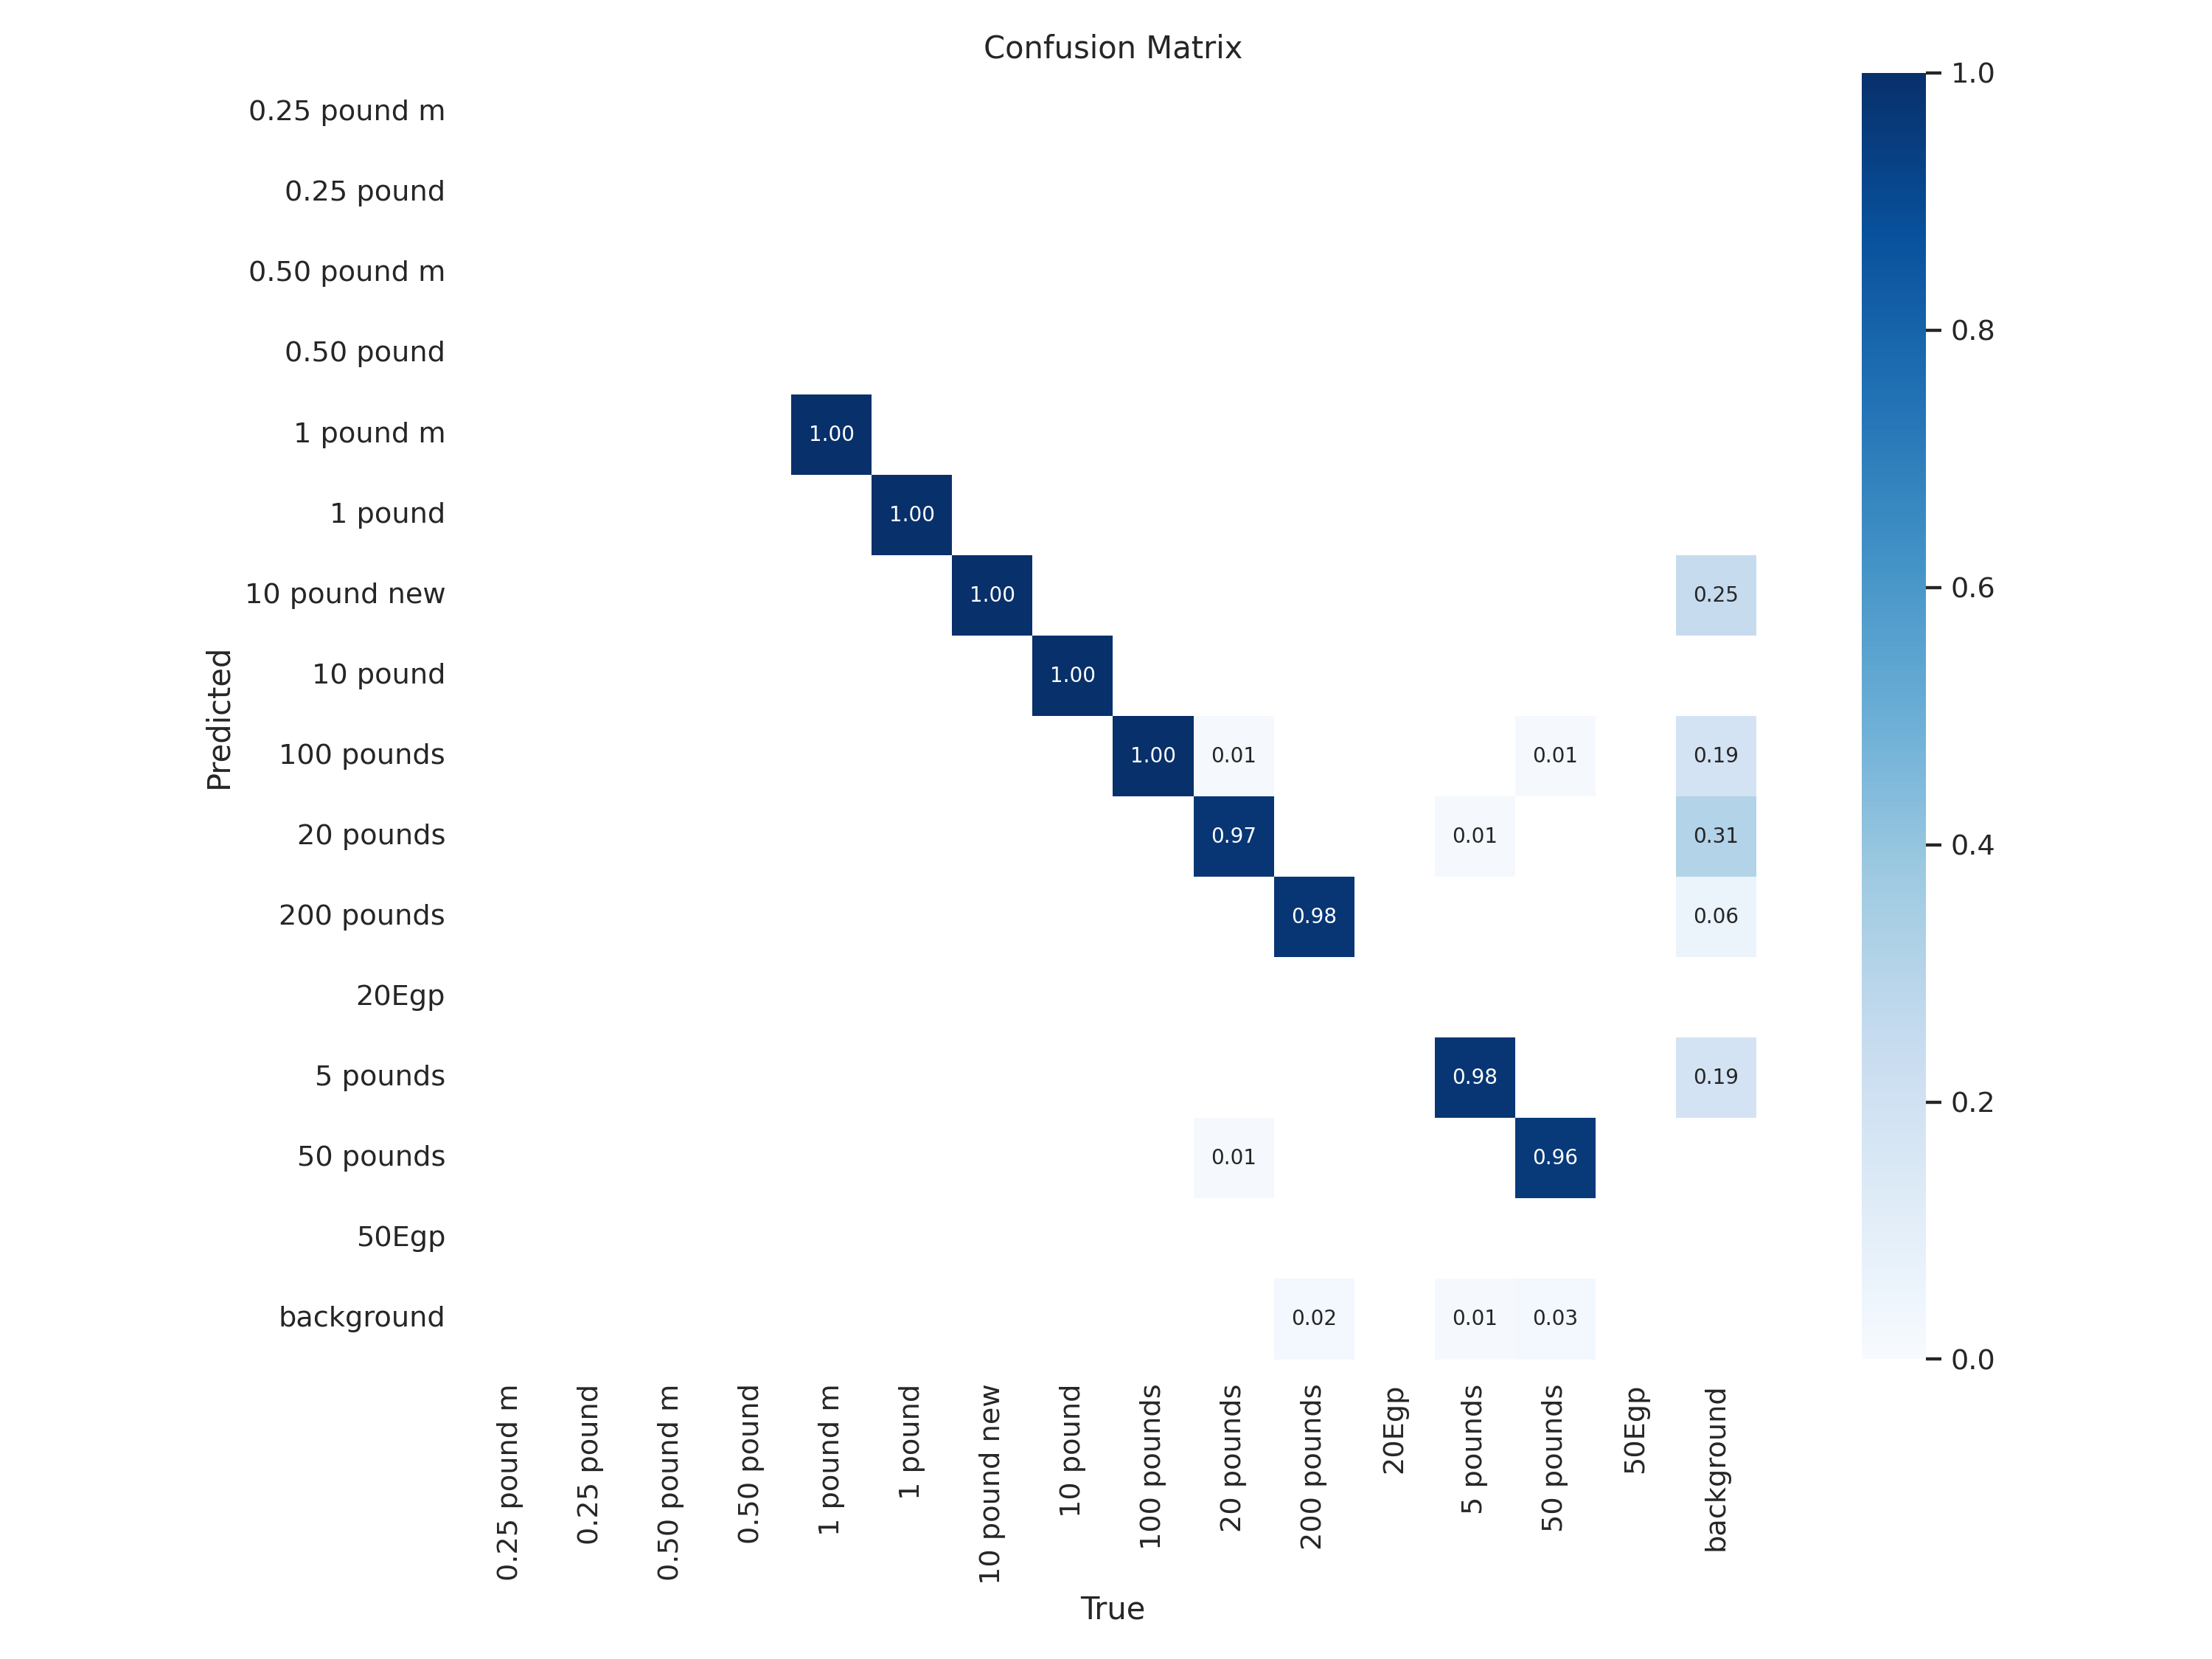 Confusion Matrix
Predicted
0.25 pound m
0.25 pound
0.50 pound m
0.50 pound
1 pound m 1.00
1 pound 1.00
10 pound new 1.00 0.25
10 pound 1.00
100 pounds 1.00 0.01 0.01 0.19
20 pounds 0.97 0.01 0.31
200 pounds 0.98 0.06
20Egp
5 pounds 0.98 0.19
50 pounds 0.01 0.96
50Egp
background 0.02 0.01 0.03
0.25 pound m
0.25 pound
0.50 pound m
0.50 pound
1 pound m
1 pound
10 pound new
10 pound
100 pounds
20 pounds
200 pounds
20Egp
5 pounds
50 pounds
50Egp
background
True
1.0
0.8
0.6
0.4
0.2
0.0